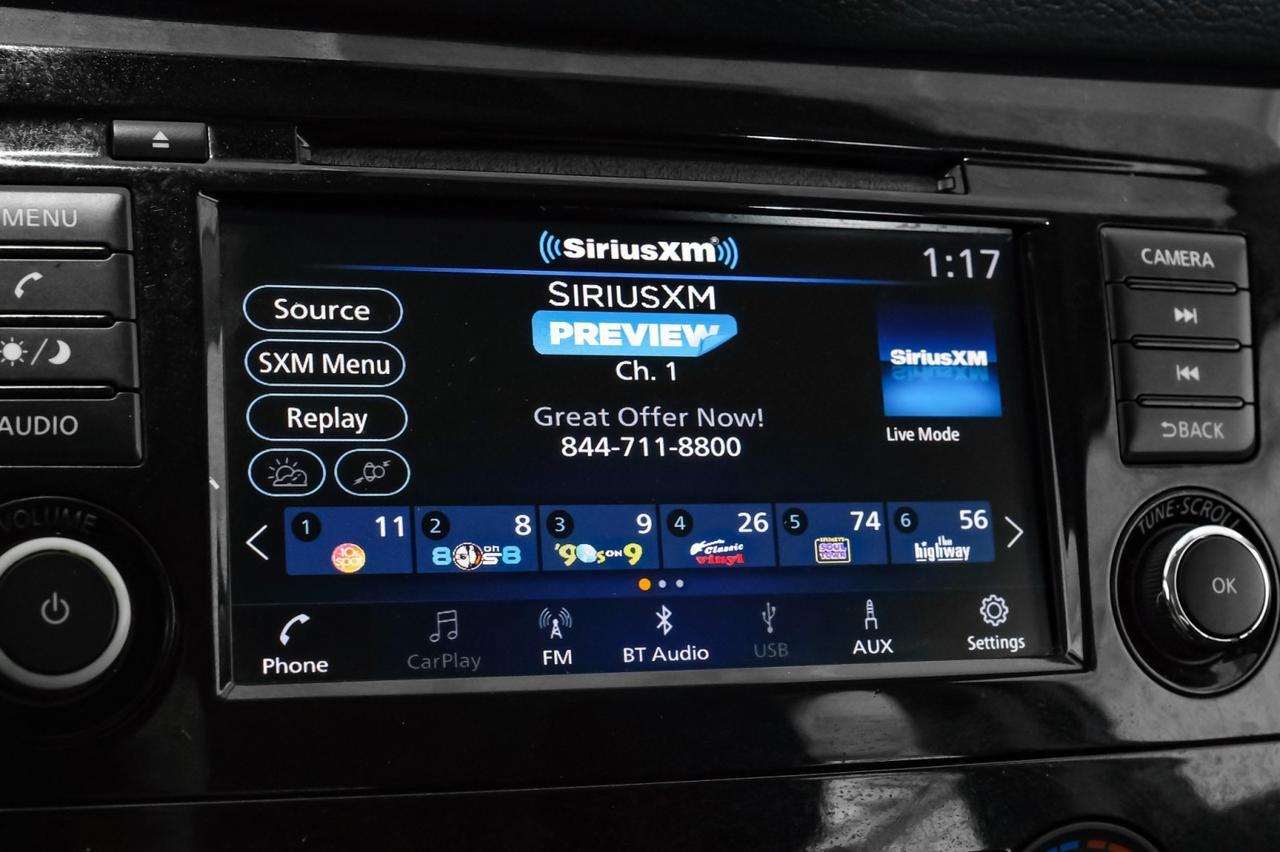 MENU
AUDIO
VOLUME
SiriusXm
1:17
Source
SXM Menu
Replay
SIRIUSXM
PREVIEW
Ch. 1
Great Offer Now!
844-711-8800
SiriusXM
Live Mode
1 11
2 8
80s on 8
3 9
'90s ON 9
4 26
Classic
vinyl
5 74
SOUL
TOWN
6 56
the
highway
Phone
CarPlay
FM
BT Audio
USB
AUX
Settings
CAMERA
BACK
TUNE·SCROLL
OK